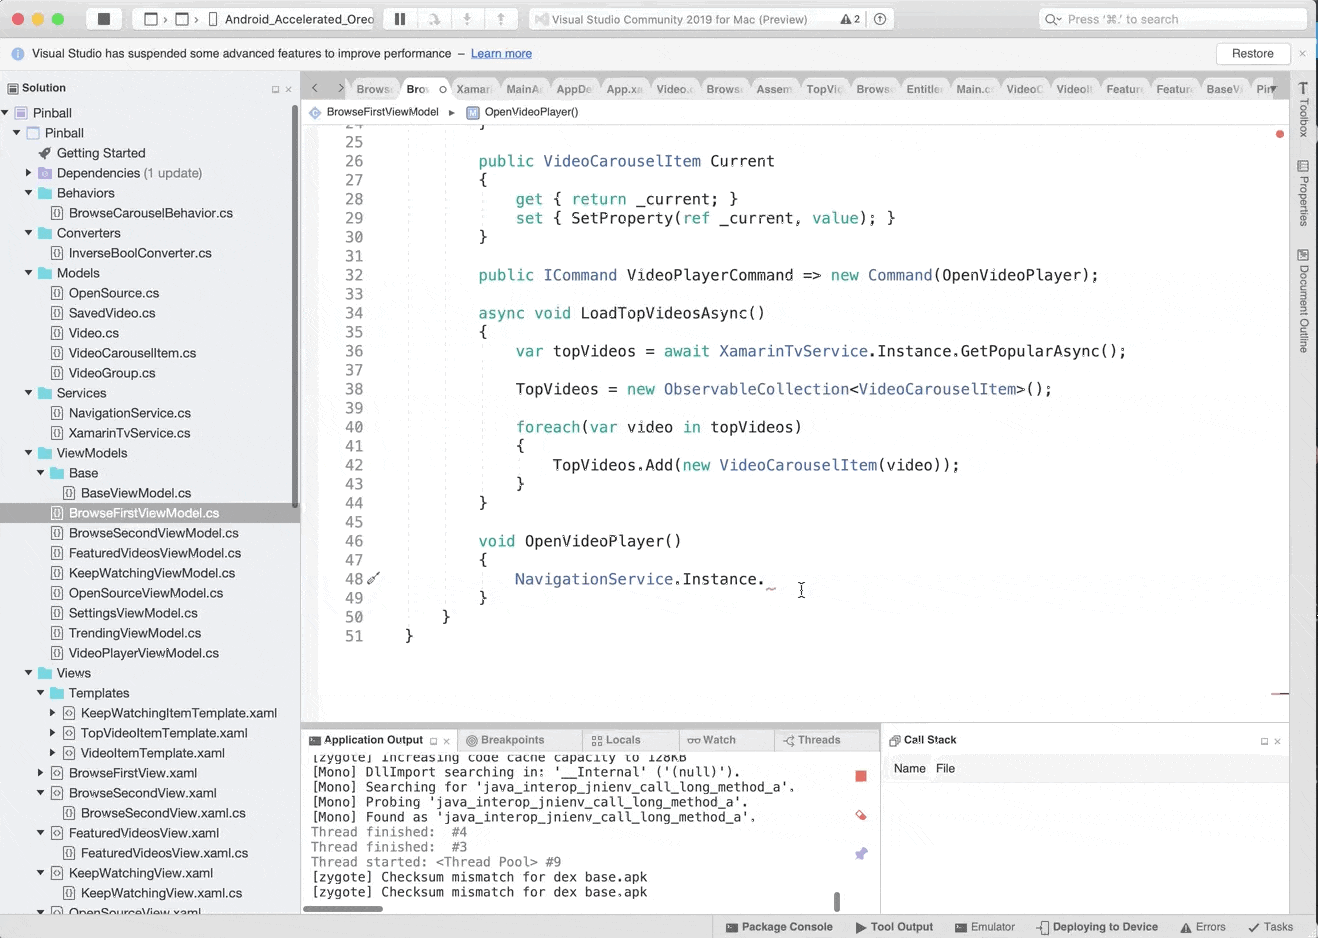 Android_Accelerated_Oreo
Visual Studio Community 2019 for Mac (Preview)
2
Press '⌘.' to search
Visual Studio has suspended some advanced features to improve performance – Learn more
Restore
Solution
Pinball
Pinball
Getting Started
Dependencies (1 update)
Behaviors
BrowseCarouselBehavior.cs
Converters
InverseBoolConverter.cs
Models
OpenSource.cs
SavedVideo.cs
Video.cs
VideoCarouselItem.cs
VideoGroup.cs
Services
NavigationService.cs
XamarinTvService.cs
ViewModels
Base
BaseViewModel.cs
BrowseFirstViewModel.cs
BrowseSecondViewModel.cs
FeaturedVideosViewModel.cs
KeepWatchingViewModel.cs
OpenSourceViewModel.cs
SettingsViewModel.cs
TrendingViewModel.cs
VideoPlayerViewModel.cs
Views
Templates
KeepWatchingItemTemplate.xaml
TopVideoItemTemplate.xaml
VideoItemTemplate.xaml
BrowseFirstView.xaml
BrowseSecondView.xaml
BrowseSecondView.xaml.cs
FeaturedVideosView.xaml
FeaturedVideosView.xaml.cs
KeepWatchingView.xaml
KeepWatchingView.xaml.cs
OpenSourceView.xaml
Browse Bro Xamar MainA AppDe App.xa Video.c Browse Assem TopVi Browse Entitle Main.c VideoC VideoI Feature Featur BaseV Pin
BrowseFirstViewModel ▸ OpenVideoPlayer()
24 }
25
26 public VideoCarouselItem Current
27 {
28 get { return _current; }
29 set { SetProperty(ref _current, value); }
30 }
31
32 public ICommand VideoPlayerCommand => new Command(OpenVideoPlayer);
33
34 async void LoadTopVideosAsync()
35 {
36 var topVideos = await XamarinTvService.Instance.GetPopularAsync();
37
38 TopVideos = new ObservableCollection<VideoCarouselItem>();
39
40 foreach(var video in topVideos)
41 {
42 TopVideos.Add(new VideoCarouselItem(video));
43 }
44 }
45
46 void OpenVideoPlayer()
47 {
48 NavigationService.Instance.
49 }
50 }
51 }
Toolbox
Properties
Document Outline
Application Output
Breakpoints
Locals
Watch
Threads
[zygote] Increasing code cache capacity to 128KB
[Mono] DllImport searching in: '__Internal' ('(null)').
[Mono] Searching for 'java_interop_jnienv_call_long_method_a'.
[Mono] Probing 'java_interop_jnienv_call_long_method_a'.
[Mono] Found as 'java_interop_jnienv_call_long_method_a'.
Thread finished: #4
Thread finished: #3
Thread started: <Thread Pool> #9
[zygote] Checksum mismatch for dex base.apk
[zygote] Checksum mismatch for dex base.apk
Call Stack
Name File
Package Console
Tool Output
Emulator
Deploying to Device
Errors
Tasks